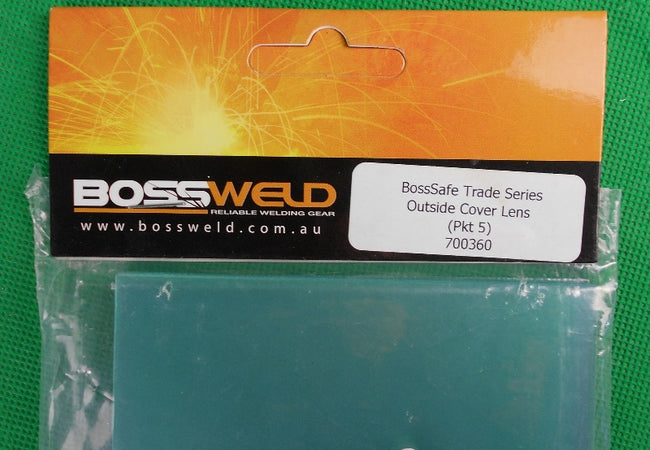 BOSSWELD
RELIABLE WELDING GEAR
www.bossweld.com.au
BossSafe Trade Series
Outside Cover Lens
(Pkt 5)
700360